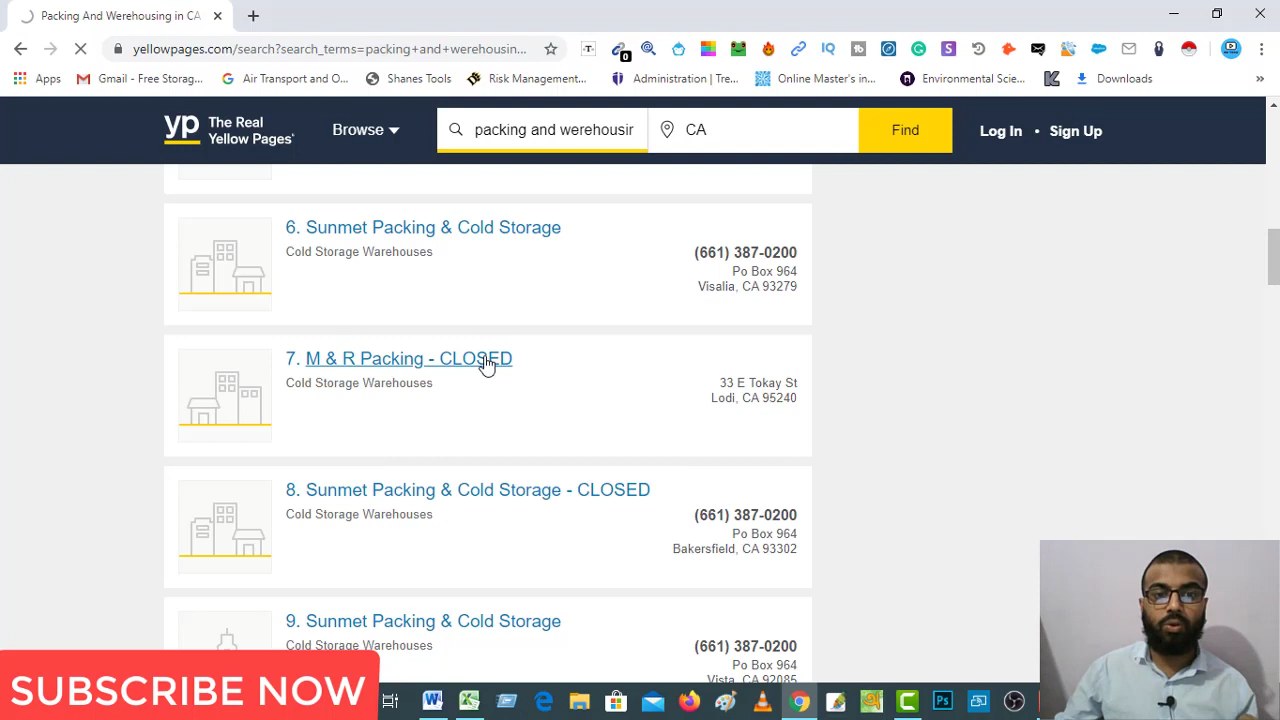 Packing And Warehousing in CA
yellowpages.com/search?search_terms=packing+and+werehousing...
Apps
Gmail - Free Storag...
Air Transport and O...
Shanes Tools
Risk Management...
Administration | Tre...
Online Master's in...
Environmental Scie...
Downloads
yp The Real Yellow Pages
Browse
packing and werehousin
CA
Find
Log In • Sign Up
6. Sunmet Packing & Cold Storage
Cold Storage Warehouses
(661) 387-0200
Po Box 964
Visalia, CA 93279
7. M & R Packing - CLOSED
Cold Storage Warehouses
33 E Tokay St
Lodi, CA 95240
8. Sunmet Packing & Cold Storage - CLOSED
Cold Storage Warehouses
(661) 387-0200
Po Box 964
Bakersfield, CA 93302
9. Sunmet Packing & Cold Storage
Cold Storage Warehouses
(661) 387-0200
Po Box 964
Vista, CA 92085
SUBSCRIBE NOW